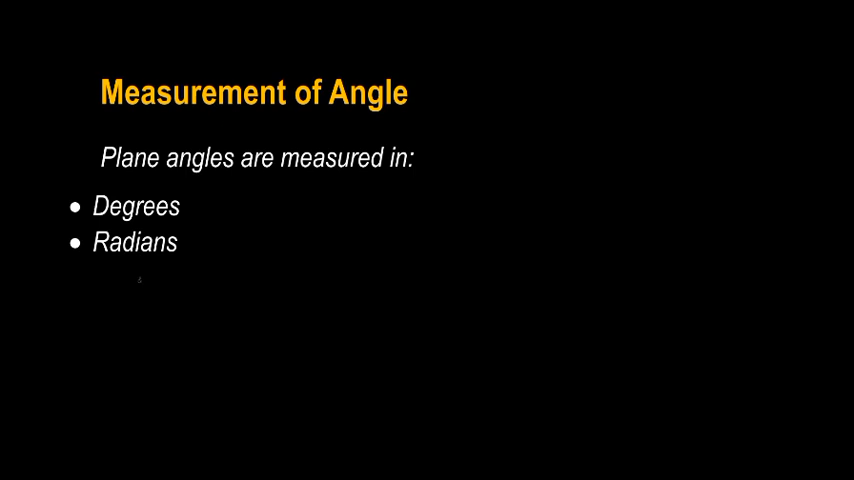 Measurement of Angle
Plane angles are measured in:
• Degrees
• Radians
4